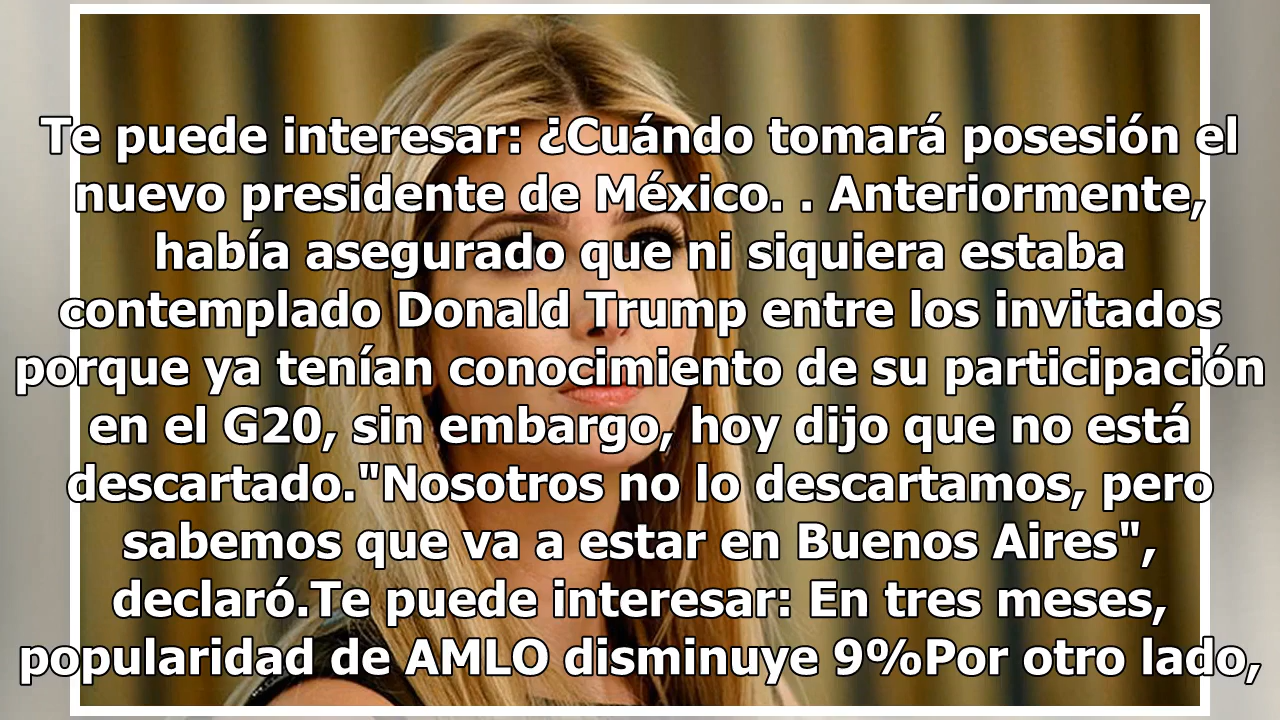 Te puede interesar: ¿Cuándo tomará posesión el
nuevo presidente de México. . Anteriormente,
había asegurado que ni siquiera estaba
contemplado Donald Trump entre los invitados
porque ya tenían conocimiento de su participación
en el G20, sin embargo, hoy dijo que no está
descartado."Nosotros no lo descartamos, pero
sabemos que va a estar en Buenos Aires",
declaró.Te puede interesar: En tres meses,
popularidad de AMLO disminuye 9%Por otro lado,